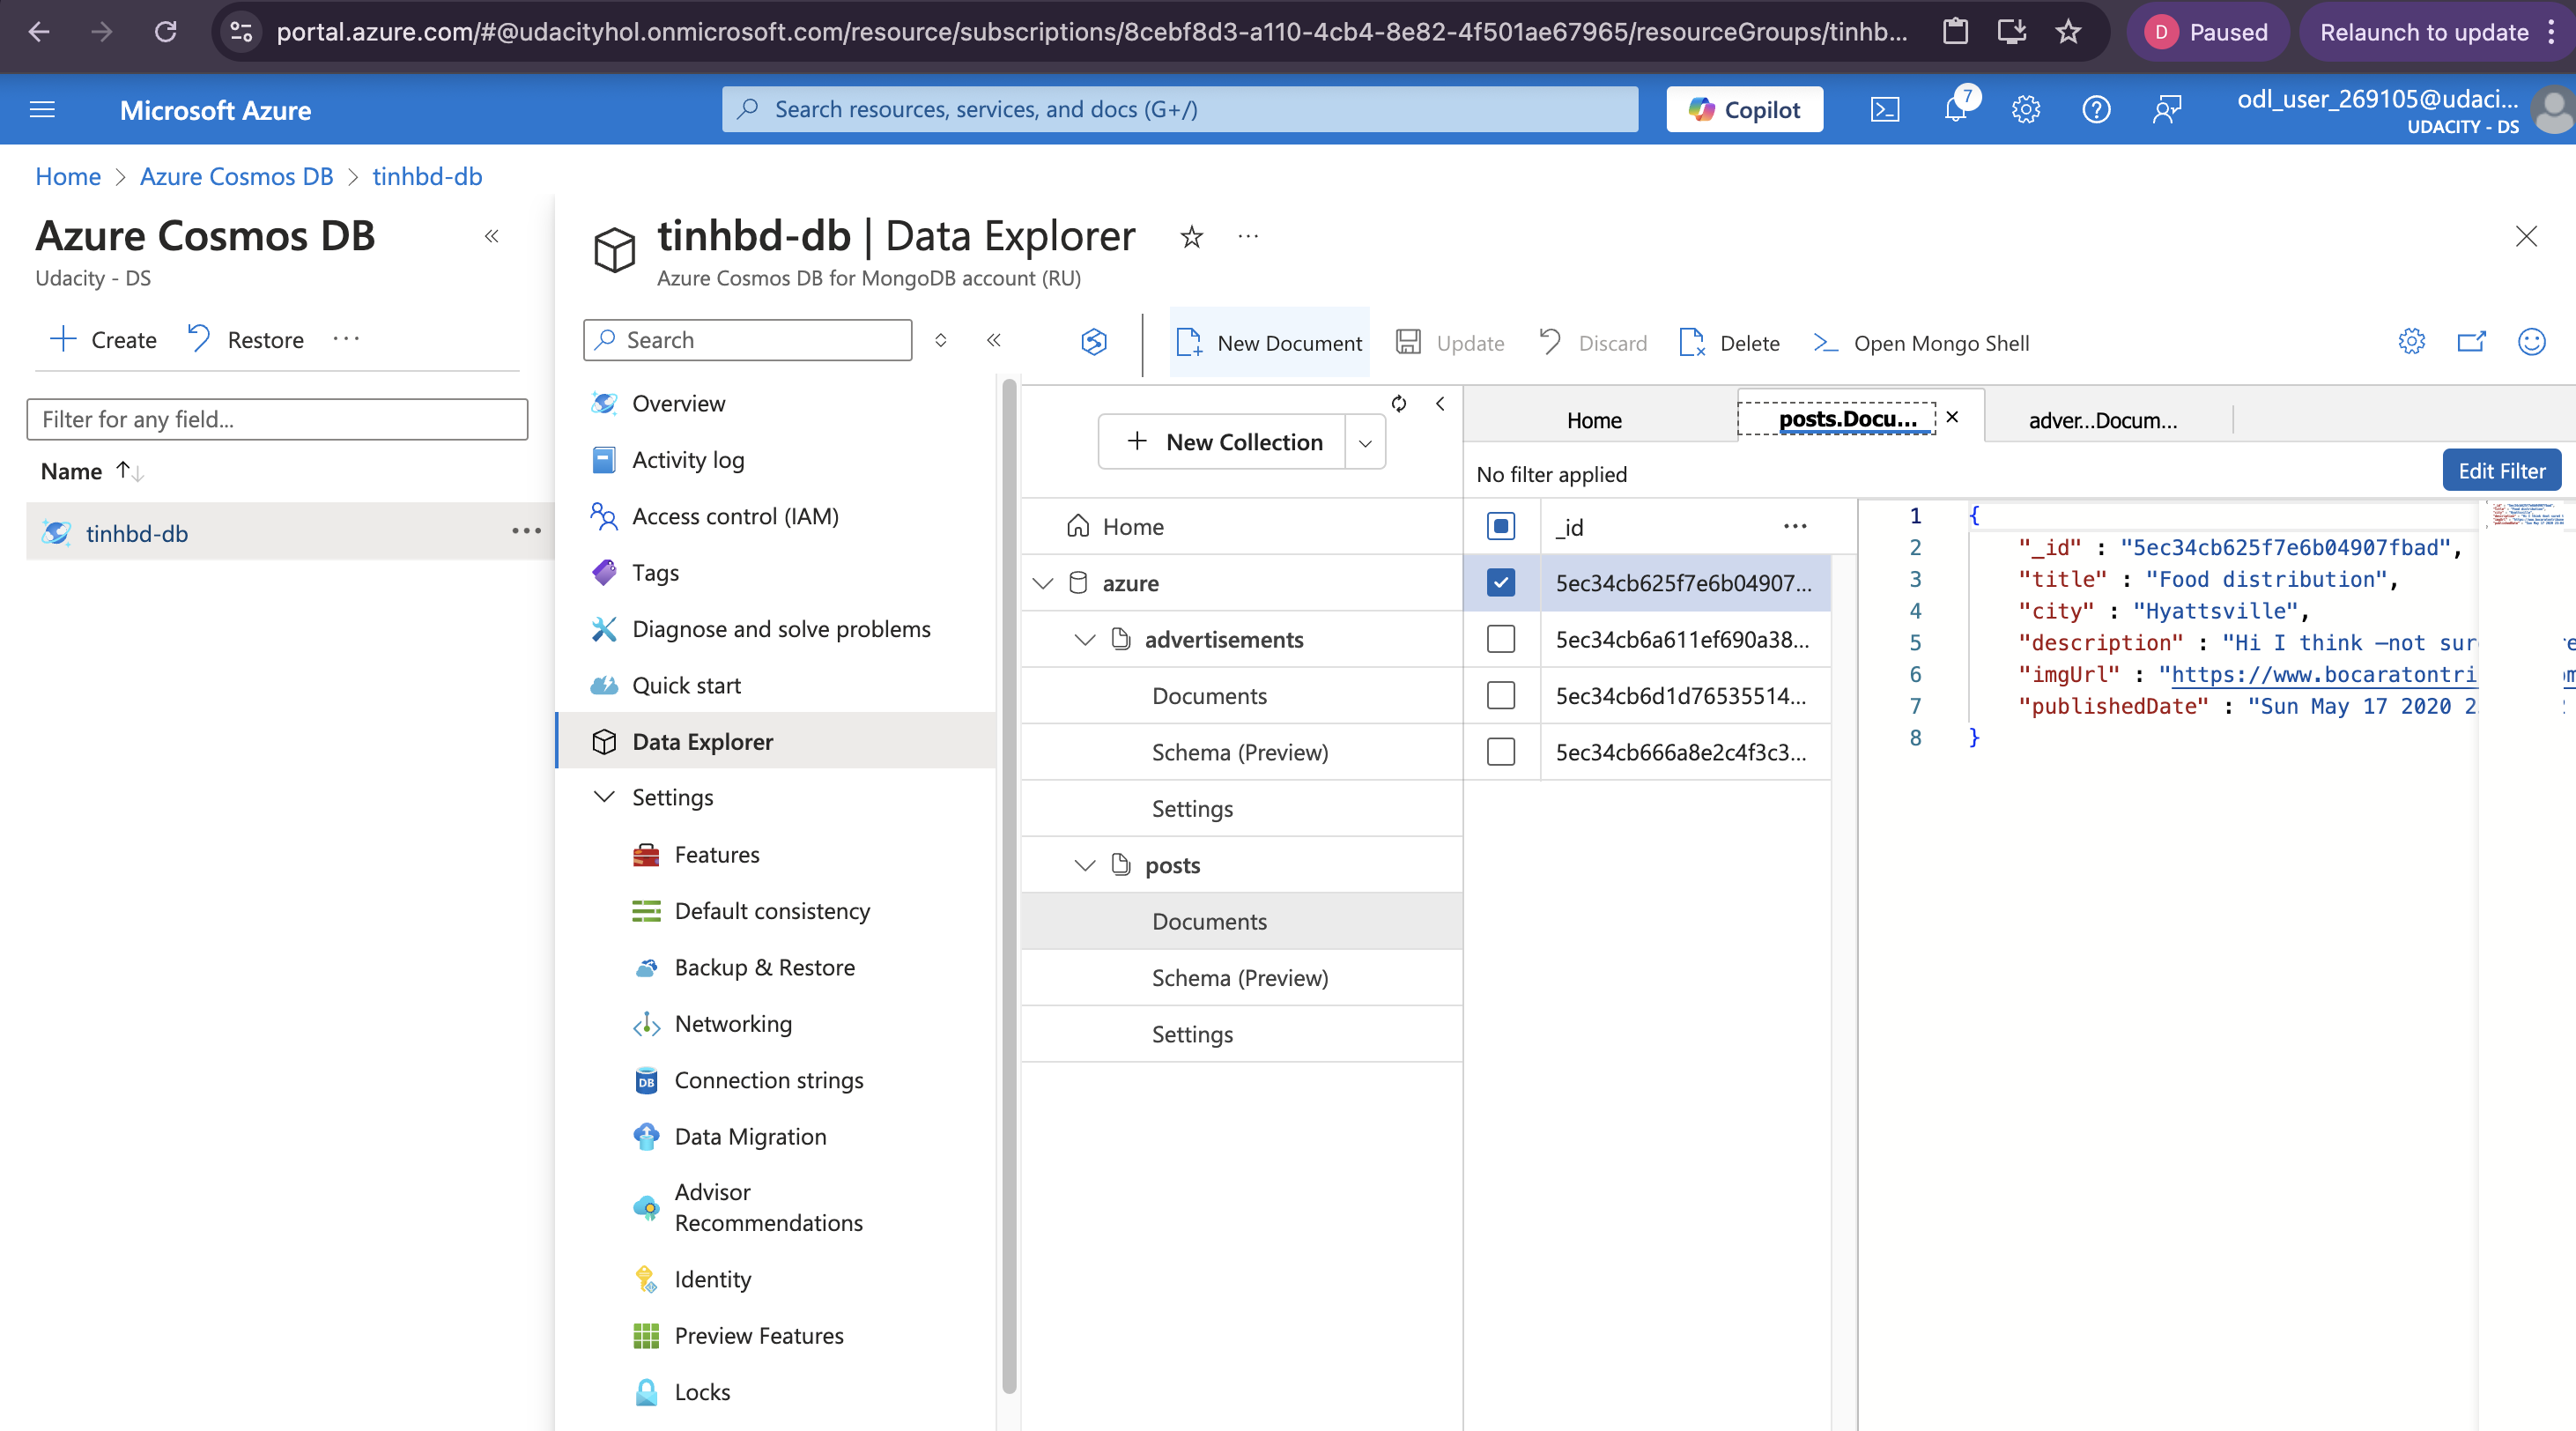 portal.azure.com/#@udacityhol.onmicrosoft.com/resource/subscriptions/8cebf8d3-a110-4cb4-8e82-4f501ae67965/resourceGroups/tinhb...
D Paused
Relaunch to update
Microsoft Azure
Search resources, services, and docs (G+/)
Copilot
7
odl_user_269105@udaci...
UDACITY - DS
Home > Azure Cosmos DB > tinhbd-db
Azure Cosmos DB
Udacity - DS
Create
Restore
Filter for any field...
Name
tinhbd-db
tinhbd-db | Data Explorer
Azure Cosmos DB for MongoDB account (RU)
Search
Overview
Activity log
Access control (IAM)
Tags
Diagnose and solve problems
Quick start
Data Explorer
Settings
Features
Default consistency
Backup & Restore
Networking
Connection strings
Data Migration
Advisor
Recommendations
Identity
Preview Features
Locks
New Document
Update
Discard
Delete
Open Mongo Shell
New Collection
Home
azure
advertisements
Documents
Schema (Preview)
Settings
posts
Documents
Schema (Preview)
Settings
Home
posts.Docu...
adver...Docum...
No filter applied
Edit Filter
_id
5ec34cb625f7e6b04907...
5ec34cb6a611ef690a38...
5ec34cb6d1d76535514...
5ec34cb666a8e2c4f3c3...
1 {
2 "_id" : "5ec34cb625f7e6b04907fbad",
3 "title" : "Food distribution",
4 "city" : "Hyattsville",
5 "description" : "Hi I think —not sur
6 "imgUrl" : "https://www.bocaratontri
7 "publishedDate" : "Sun May 17 2020 2
8 }